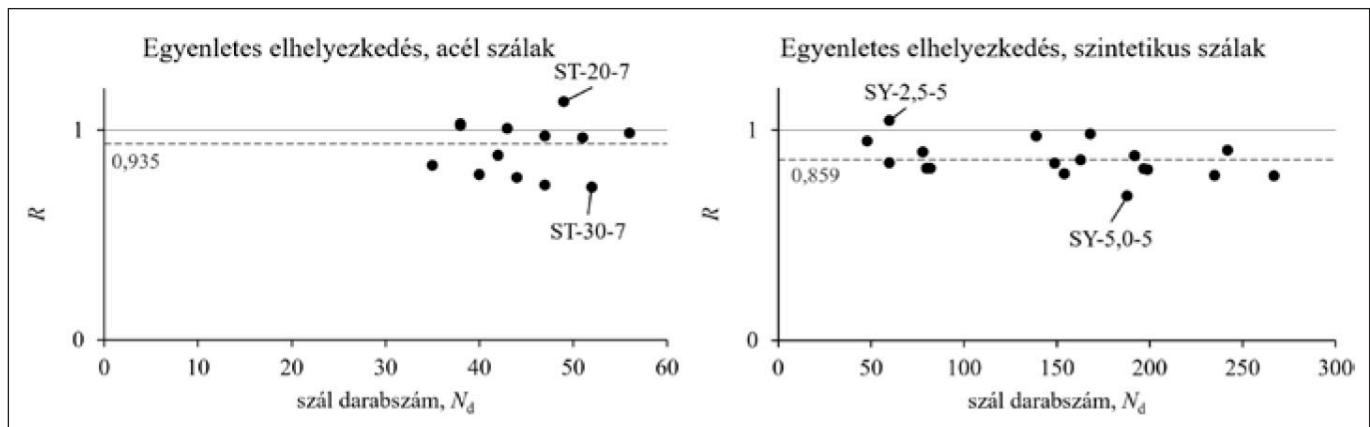 Egyenletes elhelyezkedés, acél szálak
ST-20-7
1
0,935
R
ST-30-7
0
0 10 20 30 40 50 60
szál darabszám, Nd
Egyenletes elhelyezkedés, szintetikus szálak
SY-2,5-5
1
0,859
R
SY-5,0-5
0
0 50 100 150 200 250 300
szál darabszám, Nd